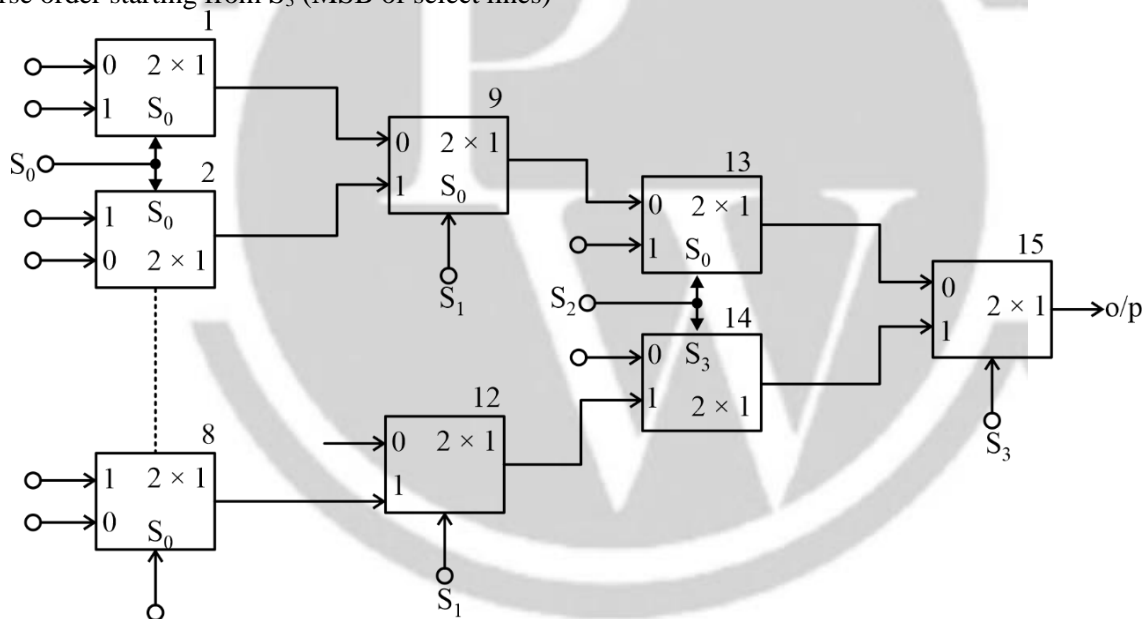 order starting from S₃ (MSB of select lines)
1
0 2 × 1
1 S₀
S₀
2
1 S₀
0 2 × 1
8
1 2 × 1
0 S₀
9
0 2 × 1
1 S₀
S₁
12
0 2 × 1
1
S₁
13
0 2 × 1
1 S₀
S₂
14
0 S₃
1 2 × 1
15
0 2 × 1
1
S₃
o/p